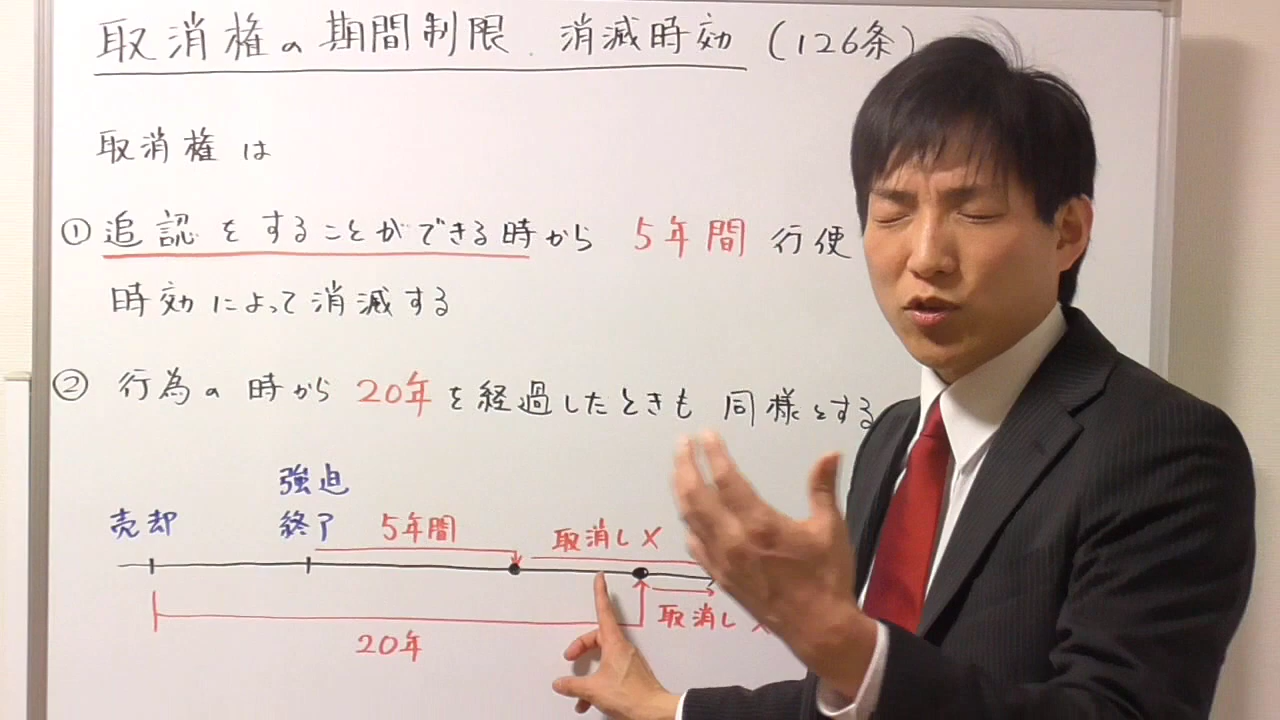 取消権の期間制限.消滅時効(126条)
取消権は
①追認をすることができる時から 5年間 行使
時効によって消滅する
②行為の時から 20年を経過したときも 同様とする
強迫
売却 終了 5年間 取消し×
取消し×
20年